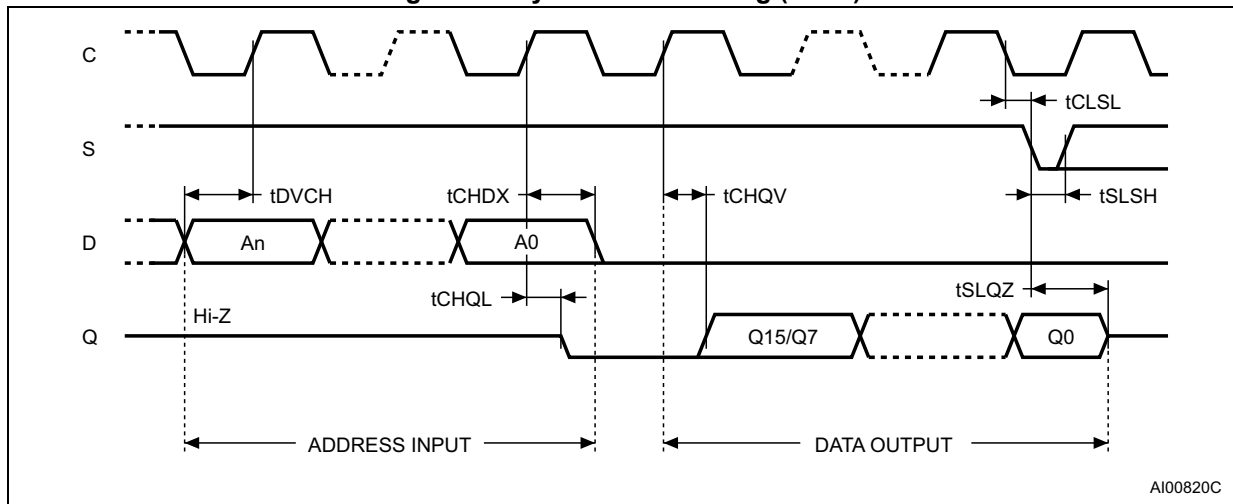 C
tCLSL
S
tDVCH
tCHDX
tCHQV
tSLSH
D
An
A0
tCHQL
tSLQZ
Hi-Z
Q
Q15/Q7
Q0
ADDRESS INPUT
DATA OUTPUT
AI00820C